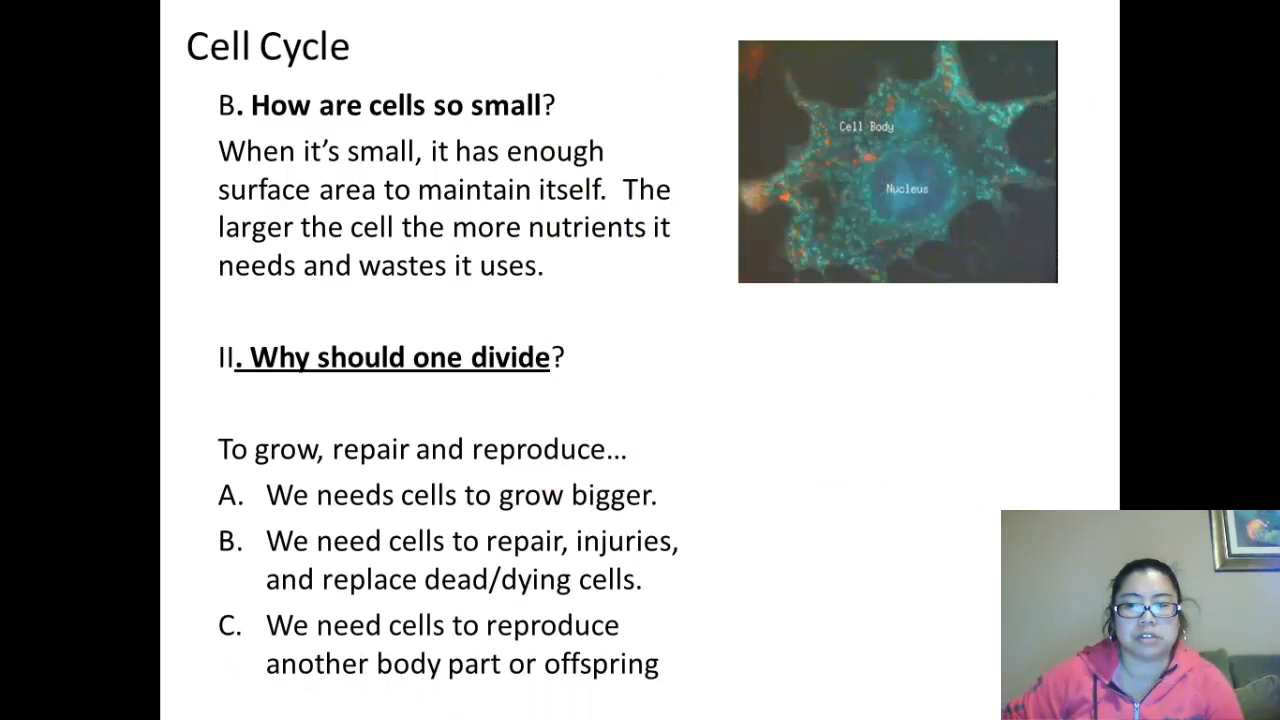 Cell Cycle
B. How are cells so small?
When it’s small, it has enough
surface area to maintain itself.  The
larger the cell the more nutrients it
needs and wastes it uses.
Cell Body
Nucleus
II. Why should one divide?
To grow, repair and reproduce…
A. We needs cells to grow bigger.
B. We need cells to repair, injuries,
and replace dead/dying cells.
C. We need cells to reproduce
another body part or offspring